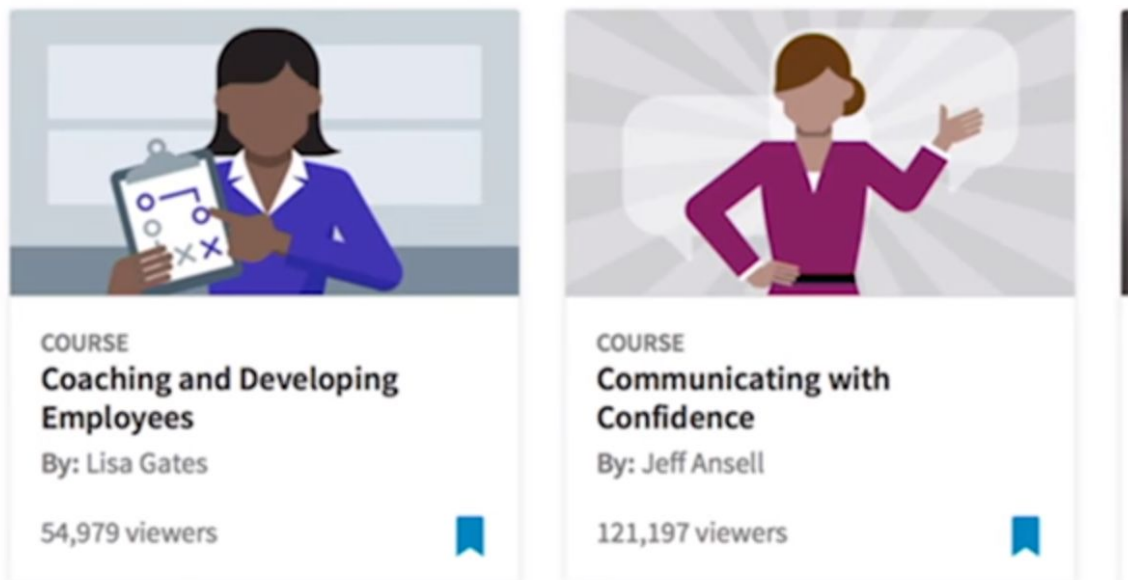 COURSE
Coaching and Developing
Employees
By: Lisa Gates
54,979 viewers
COURSE
Communicating with
Confidence
By: Jeff Ansell
121,197 viewers